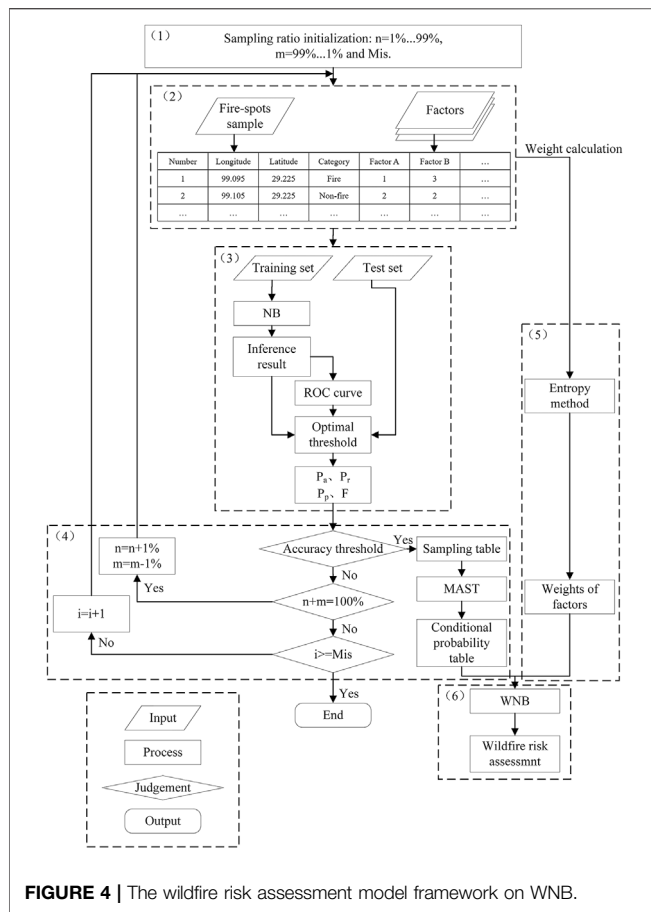 (1)
Sampling ratio initialization: n=1%...99%,
m=99%...1% and Mis.
(2)
Fire-spots
sample
Factors
Weight calculation
Number Longitude Latitude Category Factor A Factor B …
1 99.095 29.225 Fire 1 3 …
2 99.105 29.225 Non-fire 2 2 …
… … … … … … …
(3)
Training set
Test set
NB
Inference
result
ROC curve
Optimal
threshold
Pa、Pr
Pp、F
(5)
Entropy
method
Weights of
factors
(4)
n=n+1%
m=m-1%
Accuracy threshold
Yes
Sampling table
No
MAST
Yes
n+m=100%
i=i+1
No
Conditional
probability
table
No
i>=Mis
Yes
End
(6)
WNB
Wildfire risk
assessmnt
Input
Process
Judgement
Output
FIGURE 4 | The wildfire risk assessment model framework on WNB.